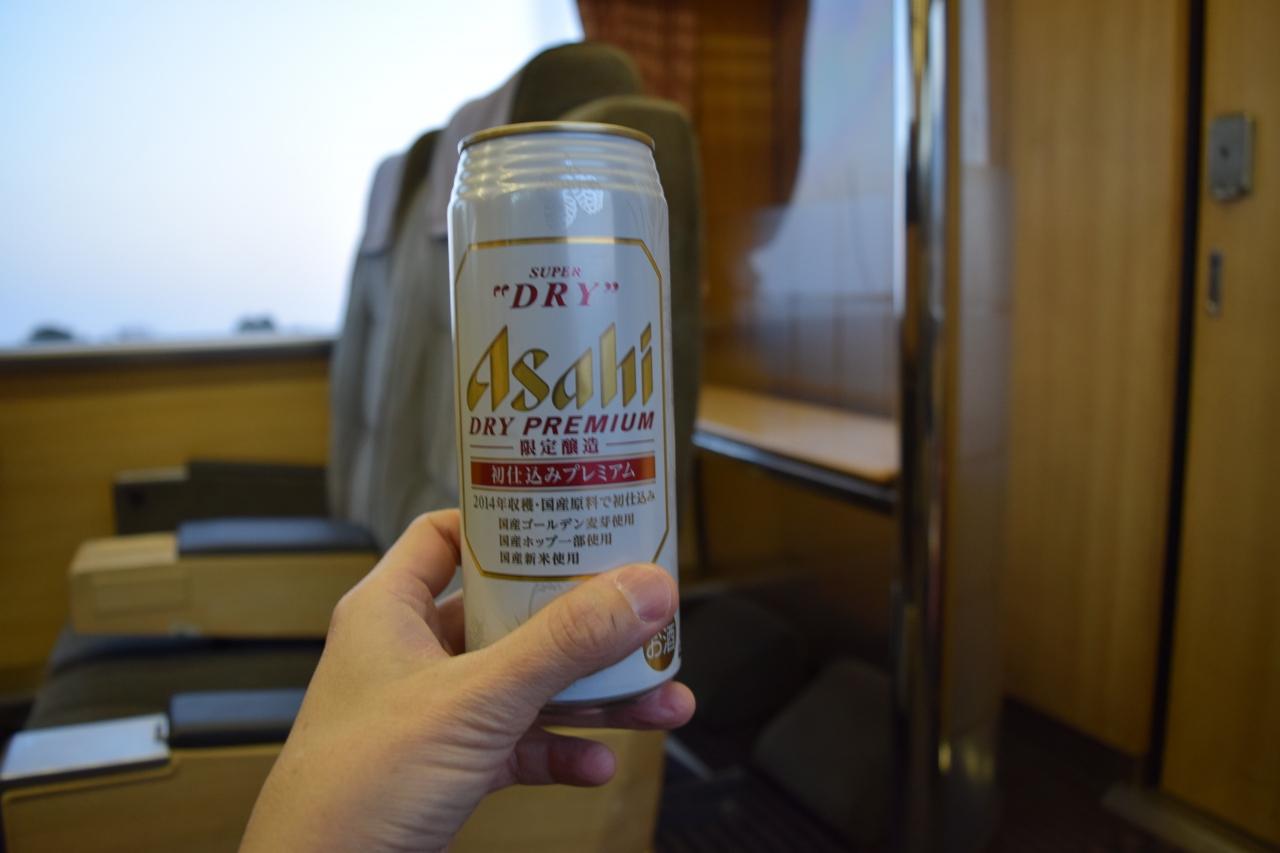 SUPER
"DRY"
Asahi
DRY PREMIUM
限定醸造
初仕込みプレミアム
2014年収穫・国産原料で初仕込み
国産ゴールデン麦芽使用
国産ホップ一部使用
国産新米使用
お酒